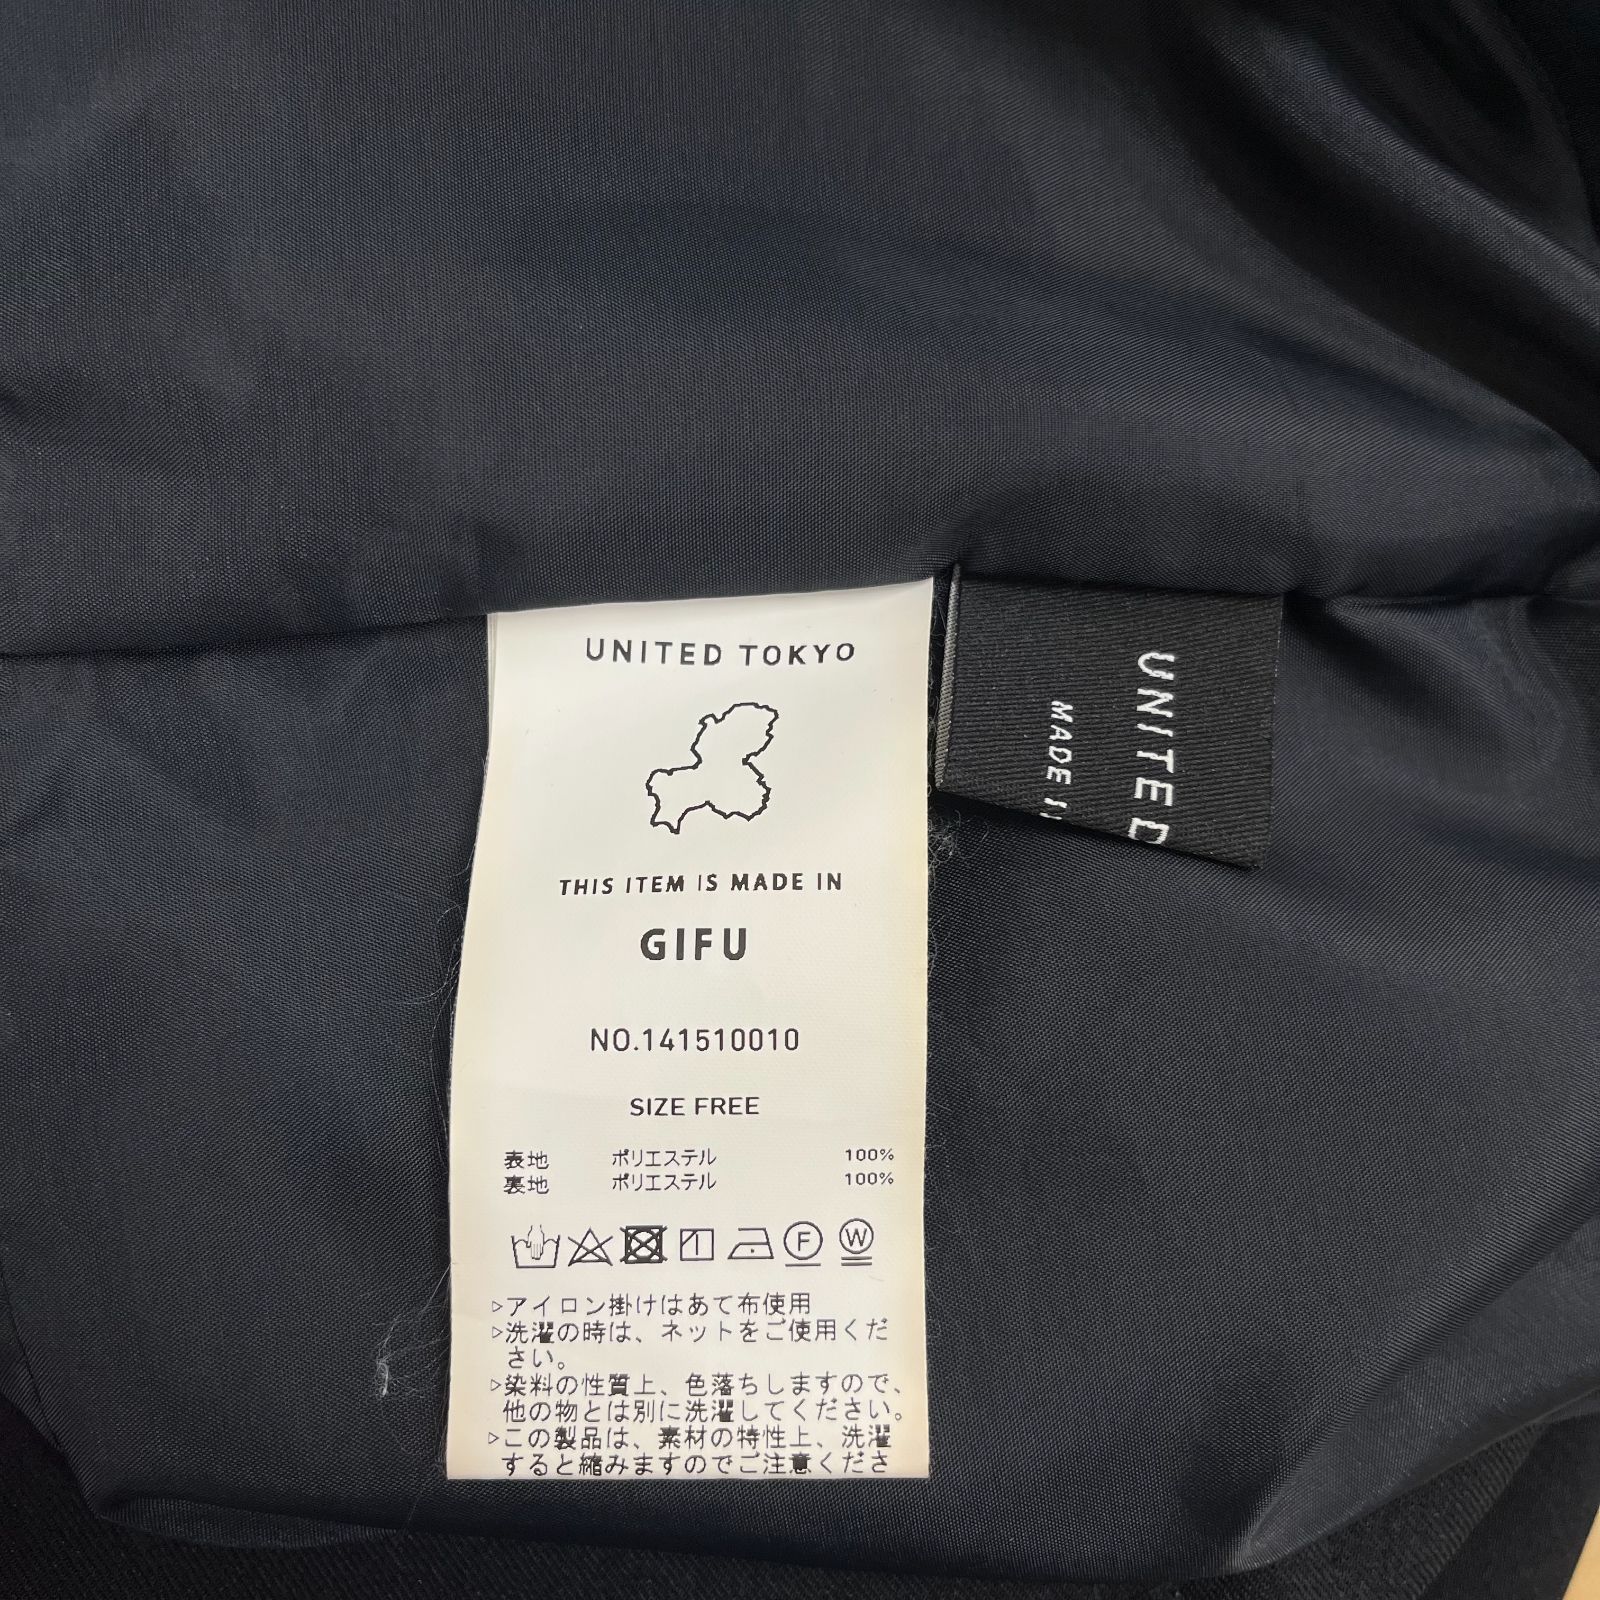 UNITED TOKYO
THIS ITEM IS MADE IN
GIFU
NO.141510010
SIZE FREE
表地 ポリエステル 100%
裏地 ポリエステル 100%
F W
▷アイロン掛けはあて布使用
▷洗濯の時は、ネットをご使用くだ
さい。
▷染料の性質上、色落ちしますので、
他の物とは別に洗濯してください。
▷この製品は、素材の特性上、洗濯
すると縮みますのでご注意くださ
UNITED
MADE I